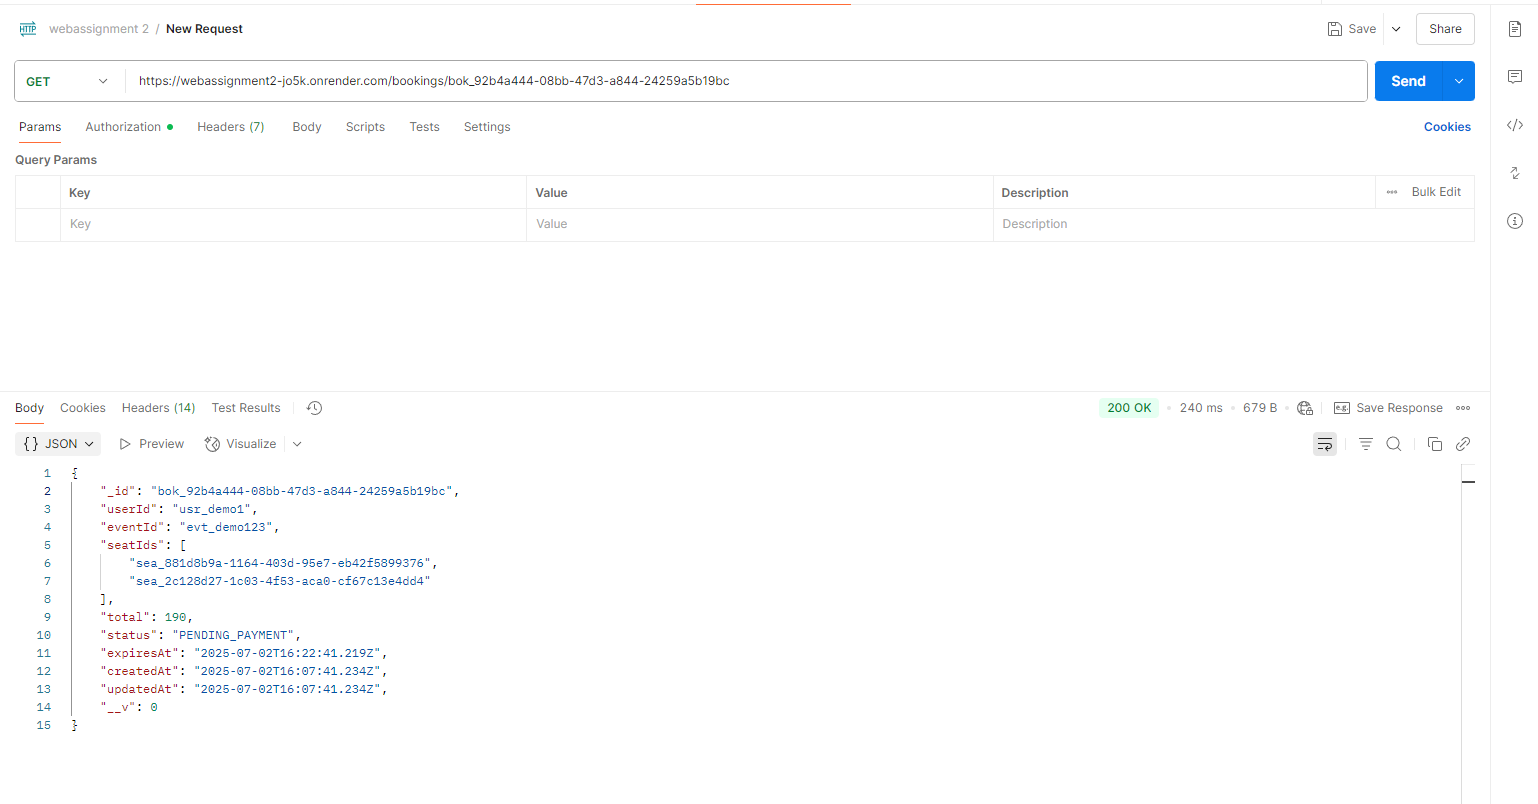 HTTP webassignment 2 / New Request Save Share
GET https://webassignment2-jo5k.onrender.com/bookings/bok_92b4a444-08bb-47d3-a844-24259a5b19bc Send
Params Authorization Headers (7) Body Scripts Tests Settings Cookies
Query Params
Key Value Description Bulk Edit
Key Value Description
Body Cookies Headers (14) Test Results 200 OK 240 ms 679 B e.g. Save Response
{} JSON Preview Visualize
1 {
2 "_id": "bok_92b4a444-08bb-47d3-a844-24259a5b19bc",
3 "userId": "usr_demo1",
4 "eventId": "evt_demo123",
5 "seatIds": [
6 "sea_881d8b9a-1164-403d-95e7-eb42f5899376",
7 "sea_2c128d27-1c03-4f53-aca0-cf67c13e4dd4"
8 ],
9 "total": 190,
10 "status": "PENDING_PAYMENT",
11 "expiresAt": "2025-07-02T16:22:41.219Z",
12 "createdAt": "2025-07-02T16:07:41.234Z",
13 "updatedAt": "2025-07-02T16:07:41.234Z",
14 "__v": 0
15 }